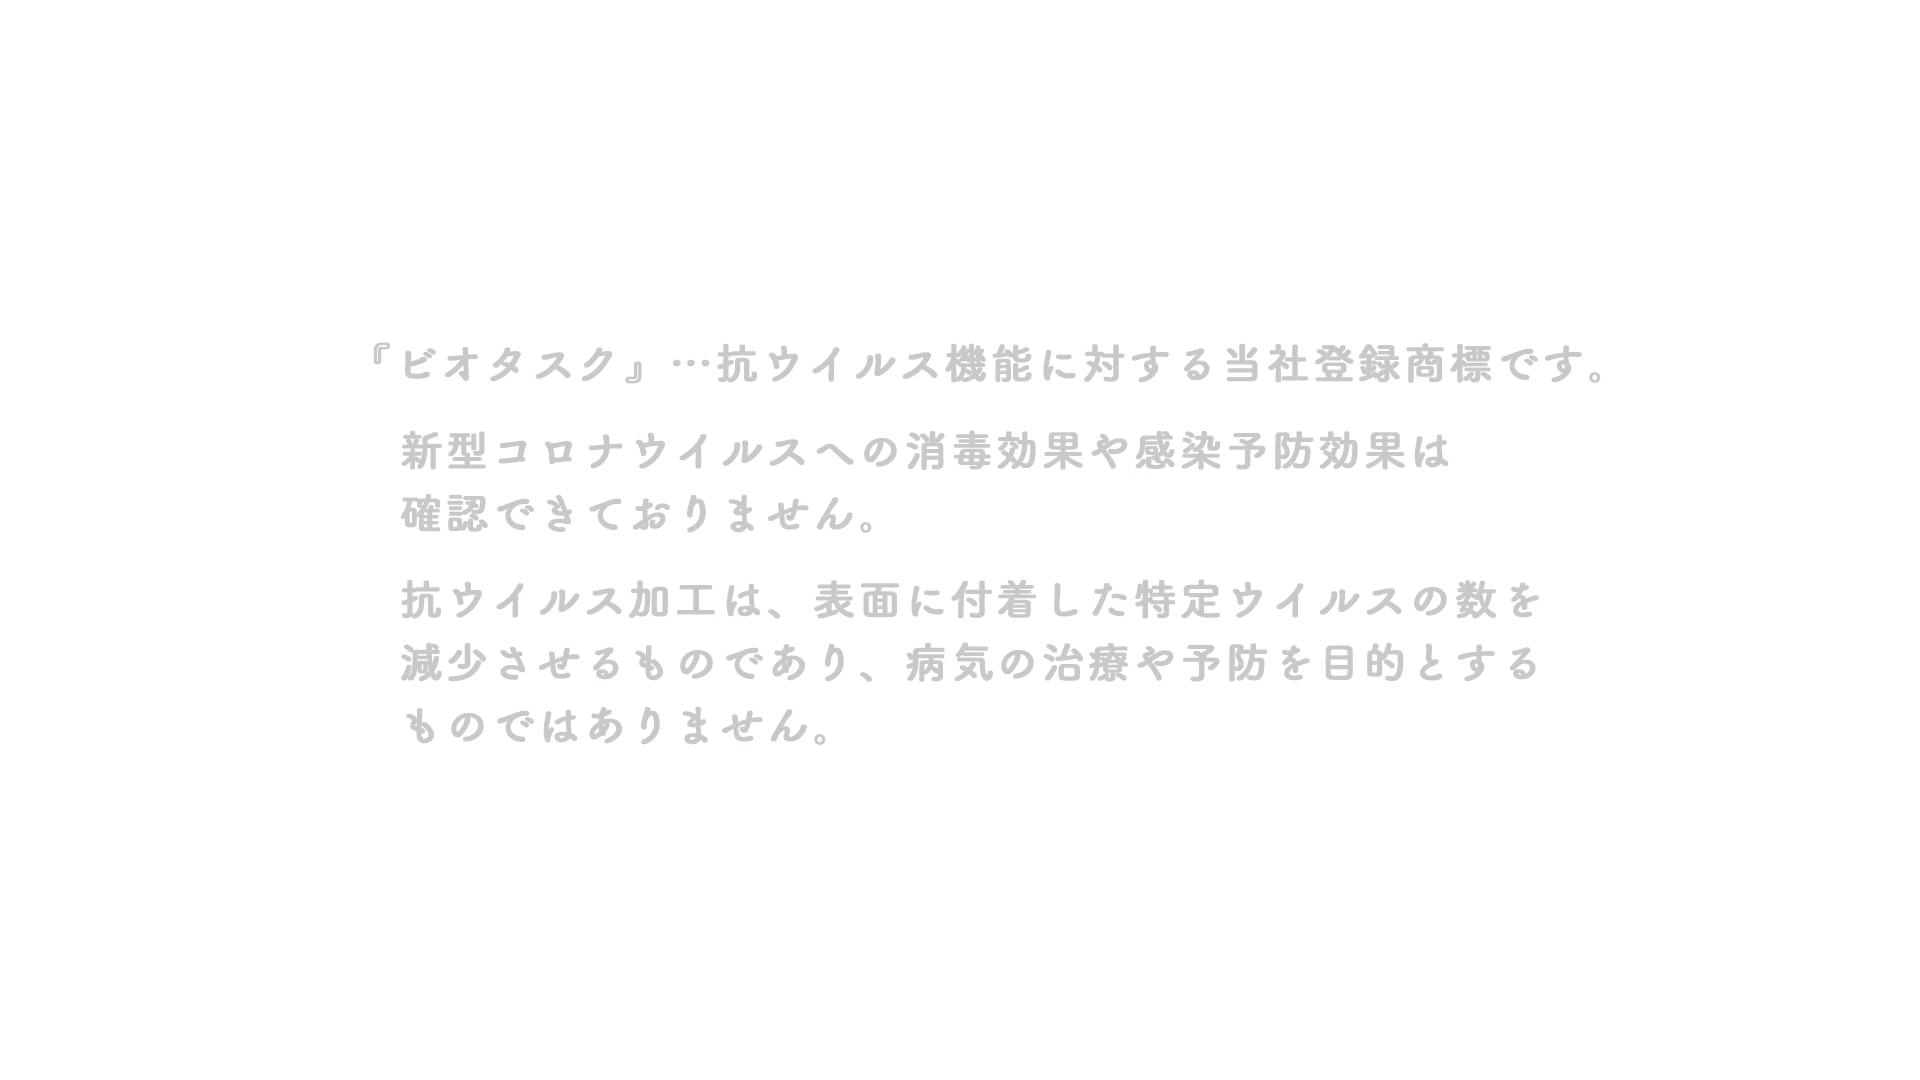 『ビオタスク』…抗ウイルス機能に対する当社登録商標です。
新型コロナウイルスへの消毒効果や感染予防効果は
確認できておりません。
抗ウイルス加工は、表面に付着した特定ウイルスの数を
減少させるものであり、病気の治療や予防を目的とする
ものではありません。